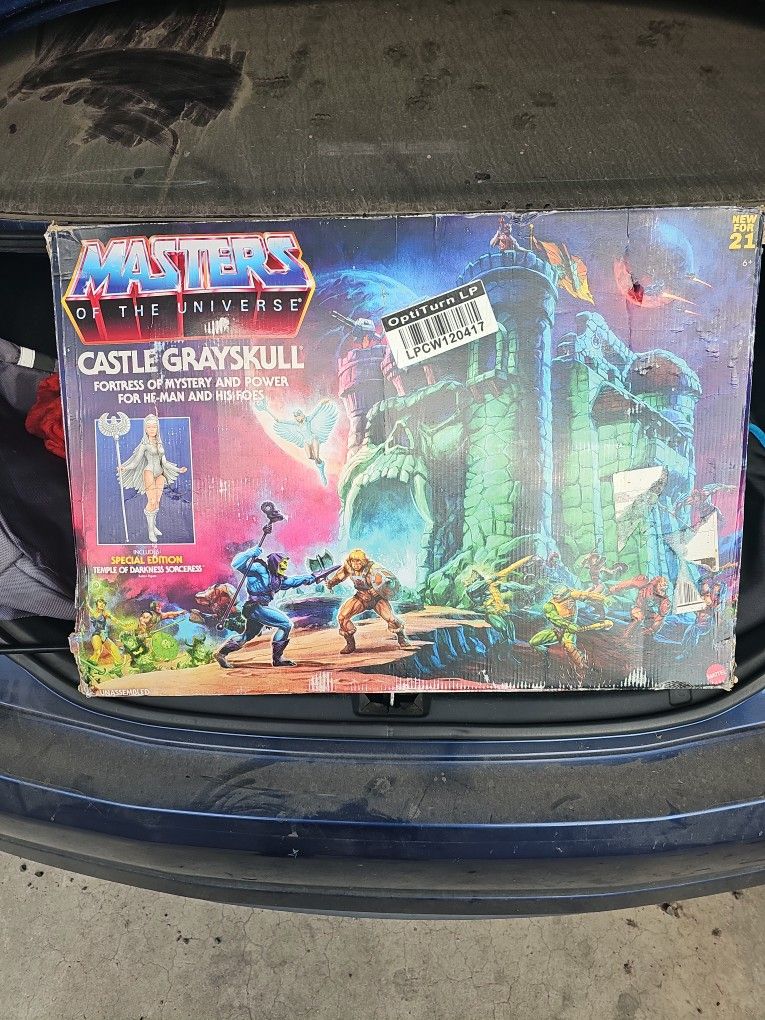 MASTERS
OF THE UNIVERSE®
CASTLE GRAYSKULL
FORTRESS OF MYSTERY AND POWER
FOR HE-MAN AND HIS FOES
INCLUDES
SPECIAL EDITION
TEMPLE OF DARKNESS SORCERESS
UNASSEMBLED
OptiTurn LP
LPCW120417
NEW
FOR
21
6+
MATTEL